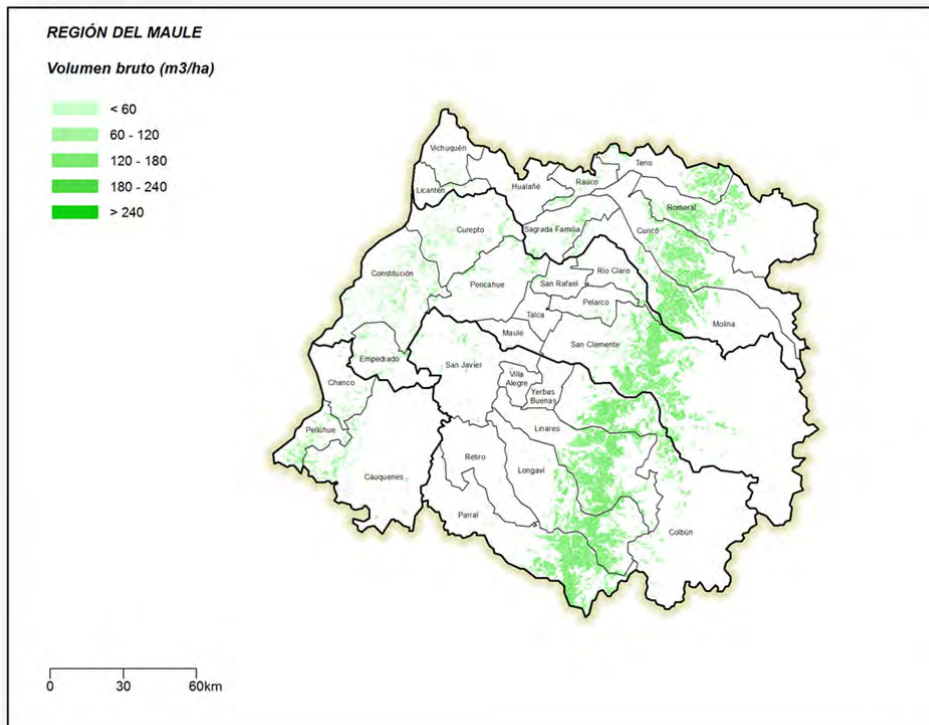 REGIÓN DEL MAULE
Volumen bruto (m3/ha)
< 60
60 - 120
120 - 180
180 - 240
> 240
Vichuquén
Teno
Rauco
Hualañé
Licantén
Romeral
Curepto
Sagrada Familia
Curicó
Constitución
Río Claro
Pencahue
San Rafael
Pelarco
Talca
Molina
Maule
San Clemente
Empedrado
San Javier
Villa
Alegre
Chanco
Yerbas
Buenas
Linares
Pelluhue
Retiro
Longaví
Cauquenes
Parral
Colbún
0 30 60km